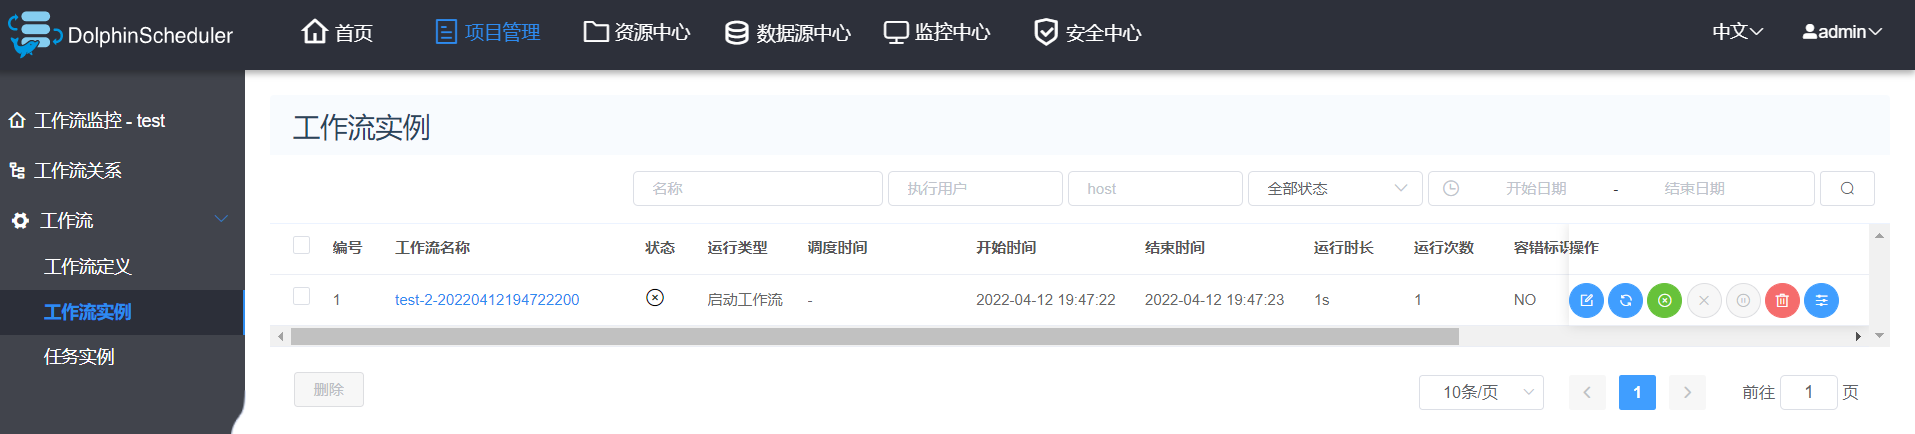 DolphinScheduler 首页 项目管理 资源中心 数据源中心 监控中心 安全中心 中文 admin
工作流监控 - test
工作流关系
工作流
工作流定义
工作流实例
任务实例
工作流实例
名称 执行用户 host 全部状态 开始日期 - 结束日期
编号 工作流名称 状态 运行类型 调度时间 开始时间 结束时间 运行时长 运行次数 容错标识 操作
1 test-2-20220412194722200 启动工作流 - 2022-04-12 19:47:22 2022-04-12 19:47:23 1s 1 NO
删除 10条/页 1 前往 1 页